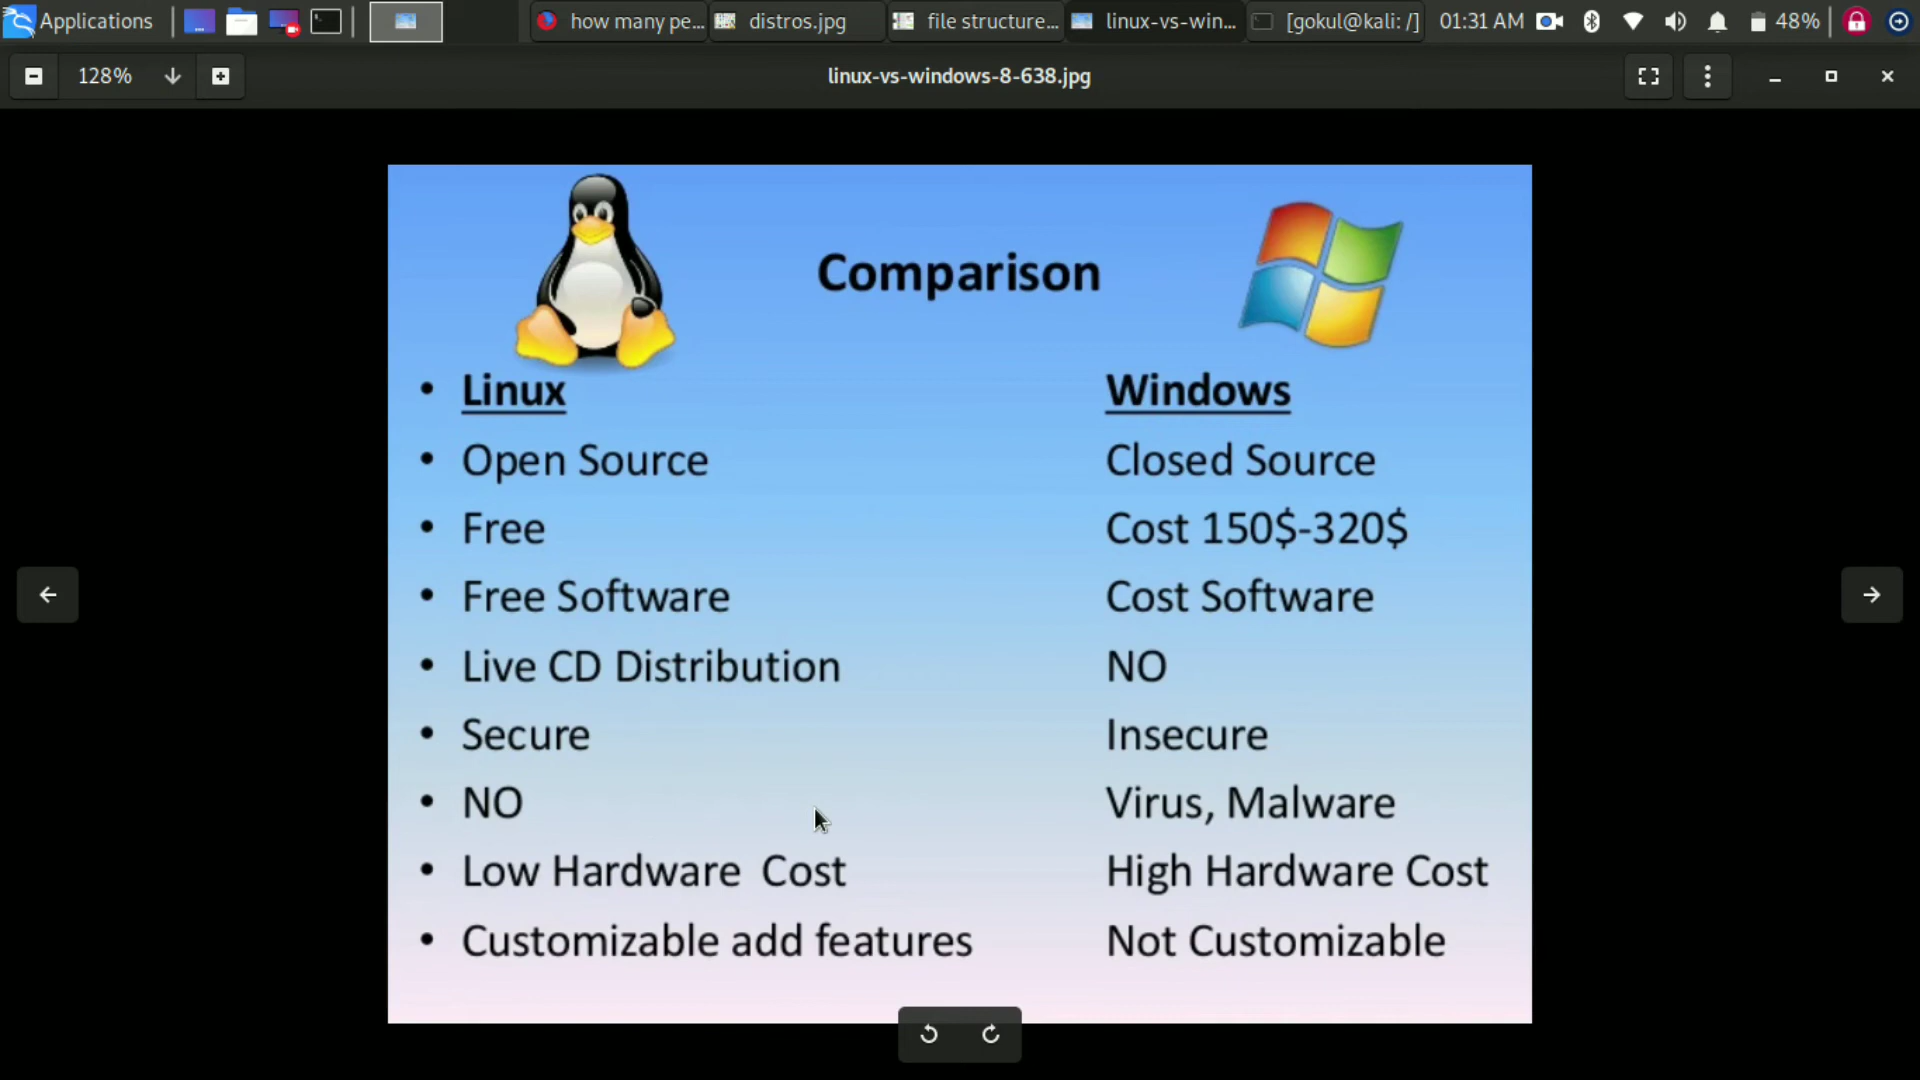 Applications
how many pe...
distros.jpg
file structure...
linux-vs-win...
[gokul@kali: /]
01:31 AM
48%
128%
linux-vs-windows-8-638.jpg
Comparison
• Linux Windows
• Open Source Closed Source
• Free Cost 150$-320$
• Free Software Cost Software
• Live CD Distribution NO
• Secure Insecure
• NO Virus, Malware
• Low Hardware Cost High Hardware Cost
• Customizable add features Not Customizable